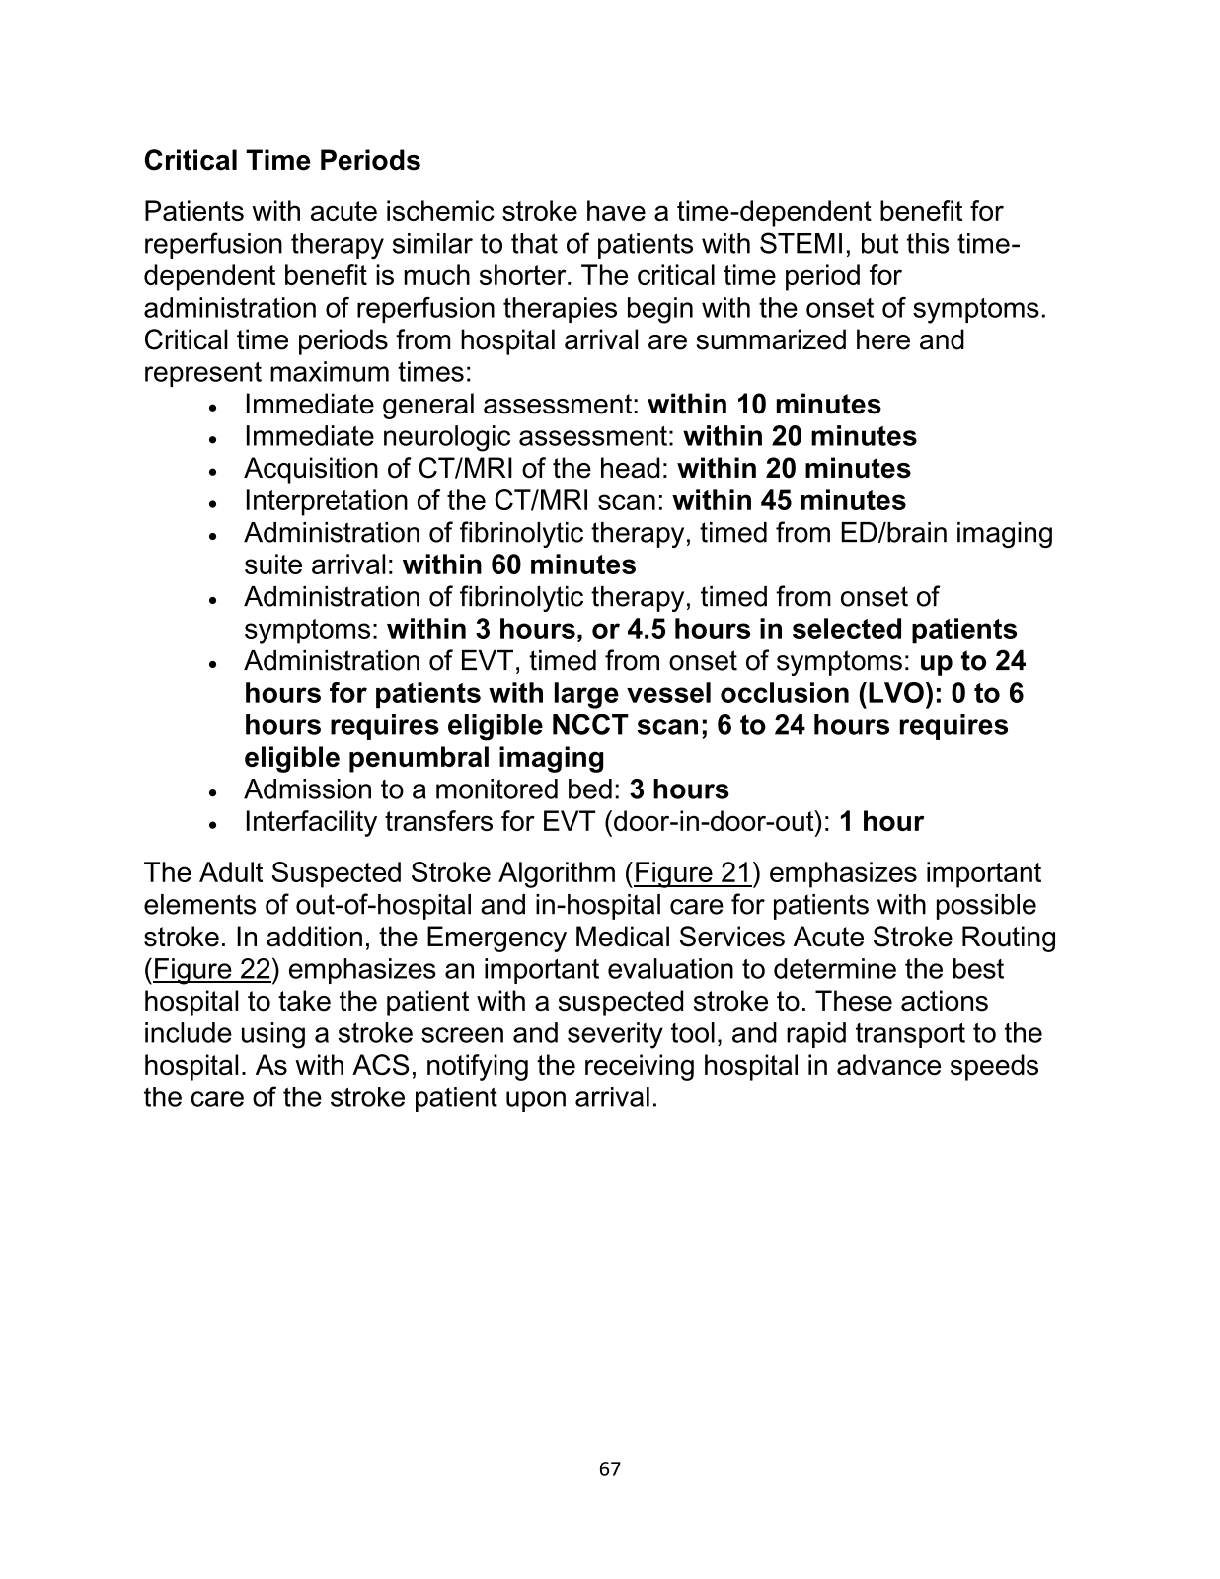 Critical Time Periods
Patients with acute ischemic stroke have a time-dependent benefit for
reperfusion therapy similar to that of patients with STEMI, but this time-
dependent benefit is much shorter. The critical time period for
administration of reperfusion therapies begin with the onset of symptoms.
Critical time periods from hospital arrival are summarized here and
represent maximum times:
• Immediate general assessment: within 10 minutes
• Immediate neurologic assessment: within 20 minutes
• Acquisition of CT/MRI of the head: within 20 minutes
• Interpretation of the CT/MRI scan: within 45 minutes
• Administration of fibrinolytic therapy, timed from ED/brain imaging
suite arrival: within 60 minutes
• Administration of fibrinolytic therapy, timed from onset of
symptoms: within 3 hours, or 4.5 hours in selected patients
• Administration of EVT, timed from onset of symptoms: up to 24
hours for patients with large vessel occlusion (LVO): 0 to 6
hours requires eligible NCCT scan; 6 to 24 hours requires
eligible penumbral imaging
• Admission to a monitored bed: 3 hours
• Interfacility transfers for EVT (door-in-door-out): 1 hour
The Adult Suspected Stroke Algorithm (Figure 21) emphasizes important
elements of out-of-hospital and in-hospital care for patients with possible
stroke. In addition, the Emergency Medical Services Acute Stroke Routing
(Figure 22) emphasizes an important evaluation to determine the best
hospital to take the patient with a suspected stroke to. These actions
include using a stroke screen and severity tool, and rapid transport to the
hospital. As with ACS, notifying the receiving hospital in advance speeds
the care of the stroke patient upon arrival.
67